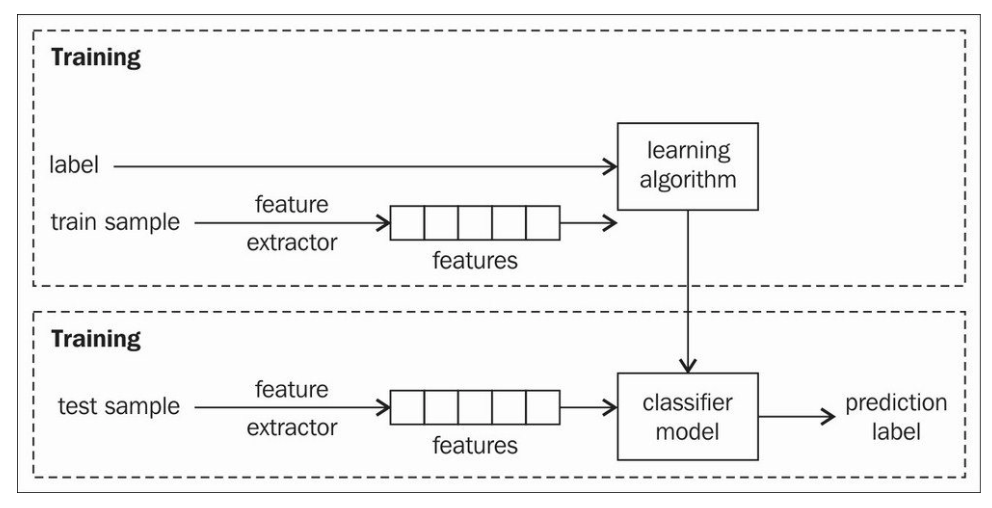 Training
label
learning
algorithm
train sample
feature
extractor
features
Training
test sample
feature
extractor
features
classifier
model
prediction
label